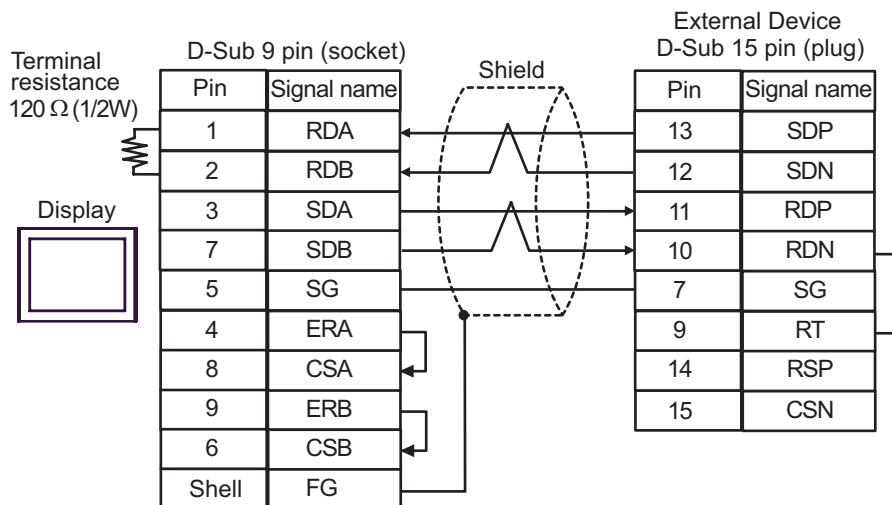 External Device
D-Sub 9 pin (socket)
D-Sub 15 pin (plug)
Terminal
resistance
120 Ω (1/2W)
Shield
Pin Signal name
1 RDA
2 RDB
3 SDA
7 SDB
5 SG
4 ERA
8 CSA
9 ERB
6 CSB
Shell FG
Display
Pin Signal name
13 SDP
12 SDN
11 RDP
10 RDN
7 SG
9 RT
14 RSP
15 CSN